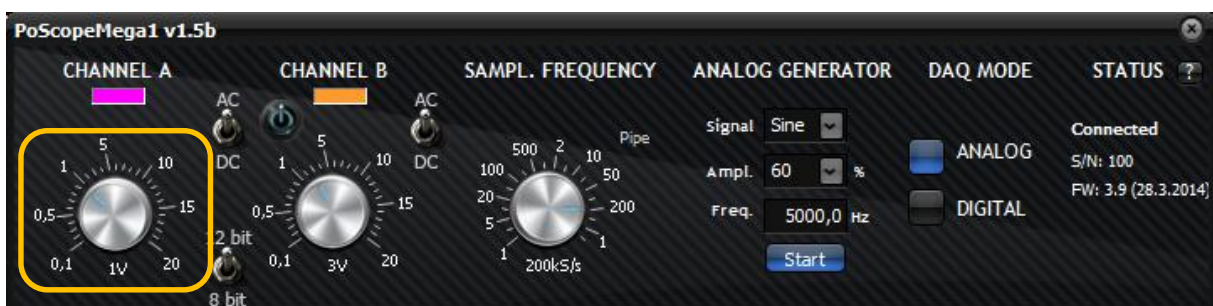 PoScopeMega1 v1.5b
CHANNEL A
CHANNEL B
SAMPL. FREQUENCY
ANALOG GENERATOR
DAQ MODE
STATUS ?
AC
DC
12 bit
8 bit
0,1
0,5
1
5
10
15
20
1V
AC
DC
0,1
0,5
1
5
10
15
20
3V
Pipe
1
5
20
100
500
2
10
50
200
1
200kS/s
Signal Sine
Ampl. 60 %
Freq. 5000,0 Hz
Start
ANALOG
DIGITAL
Connected
S/N: 100
FW: 3.9 (28.3.2014)